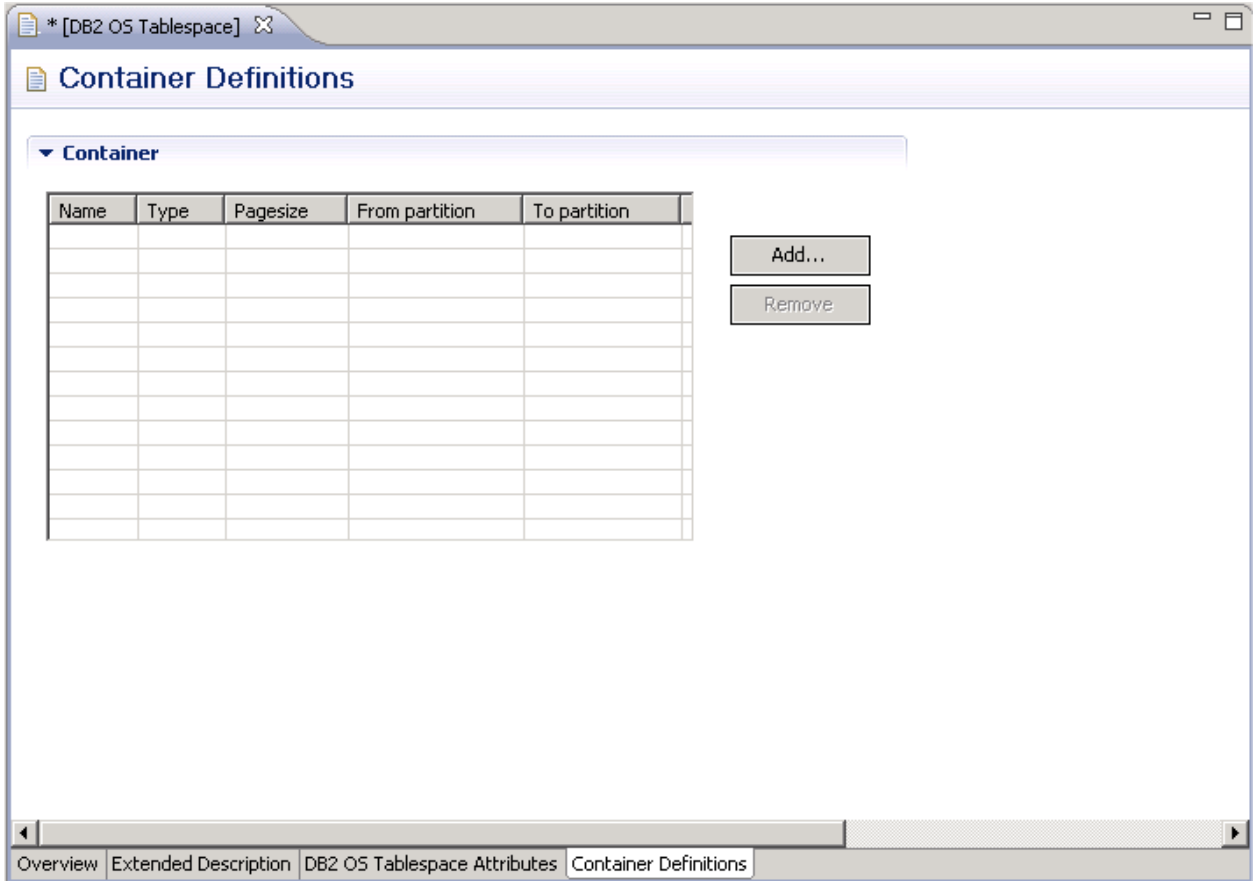 * [DB2 OS Tablespace]
Container Definitions
Container
Name Type Pagesize From partition To partition
Add...
Remove
Overview Extended Description DB2 OS Tablespace Attributes Container Definitions